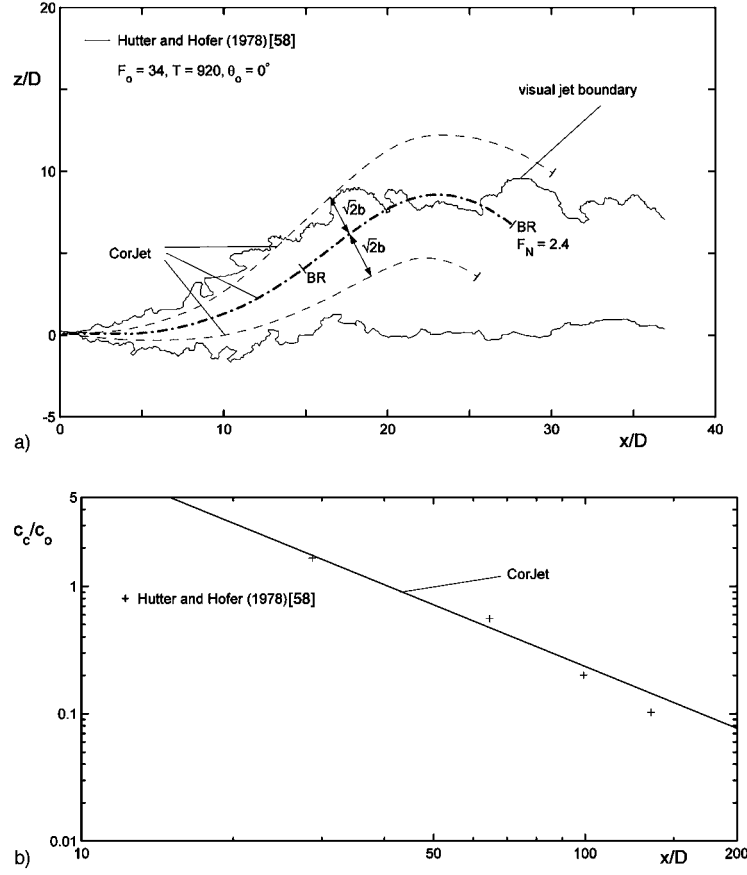 20
Hutter and Hofer (1978)[58]
z/D
F_o = 34, T = 920, θ_o = 0°
visual jet boundary
10
√2b
BR
F_N = 2.4
√2b
CorJet
BR
0
-5
0 10 20 30 40
a)
x/D
5
c_c/c_o
CorJet
1
+ Hutter and Hofer (1978)[58]
0.1
0.01
10 50 100 200
b)
x/D